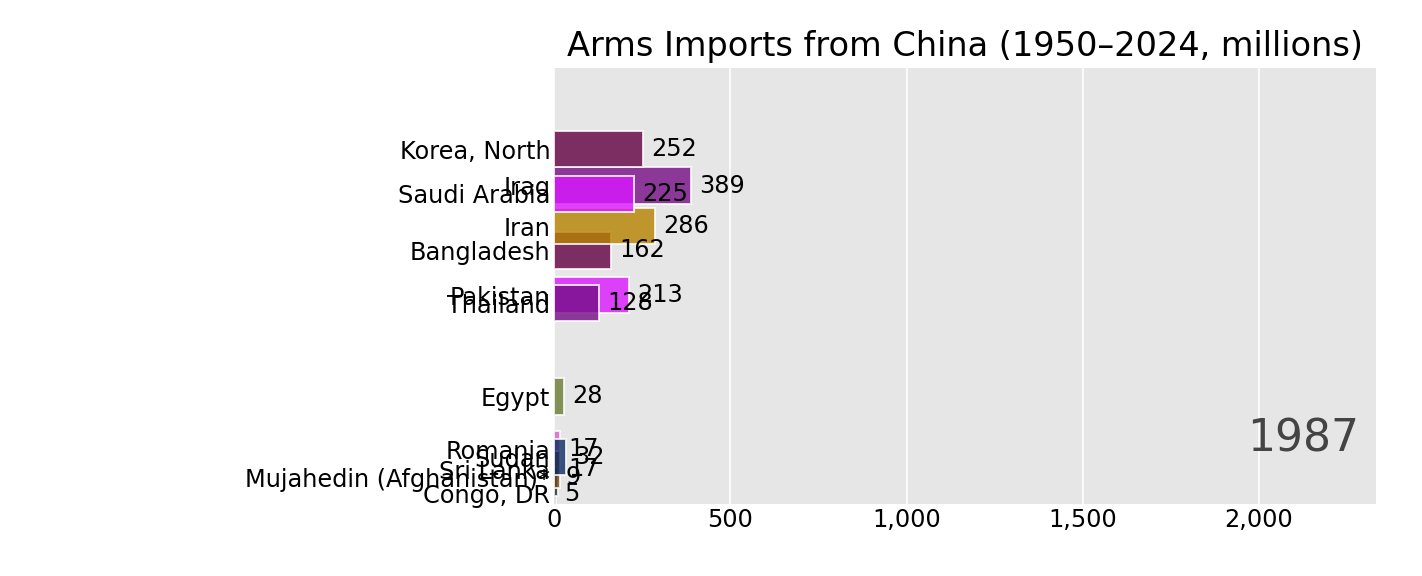 Arms Imports from China (1950–2024, millions)
Korea, North 252
Iraq 389
Saudi Arabia 225
Iran 286
Bangladesh 162
Pakistan 213
Thailand 128
Egypt 28
1987
Romania 17
Sudan 32
Sri Lanka 17
Mujahedin (Afghanistan)* 9
Congo, DR 5
0 500 1,000 1,500 2,000